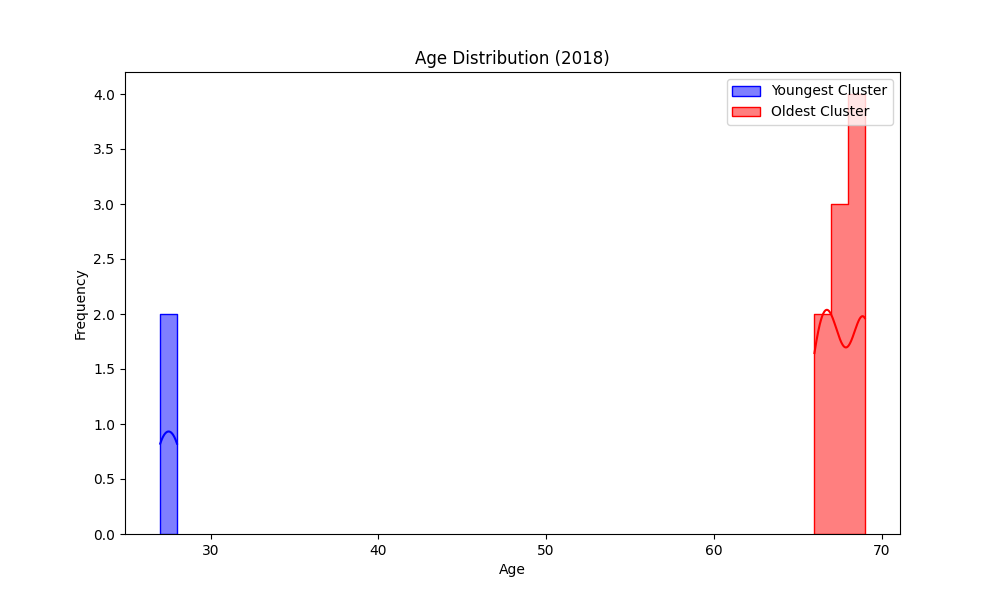 Age Distribution (2018)
Youngest Cluster
Oldest Cluster
4.0
3.5
3.0
2.5
2.0
1.5
1.0
0.5
0.0
Frequency
30 40 50 60 70
Age